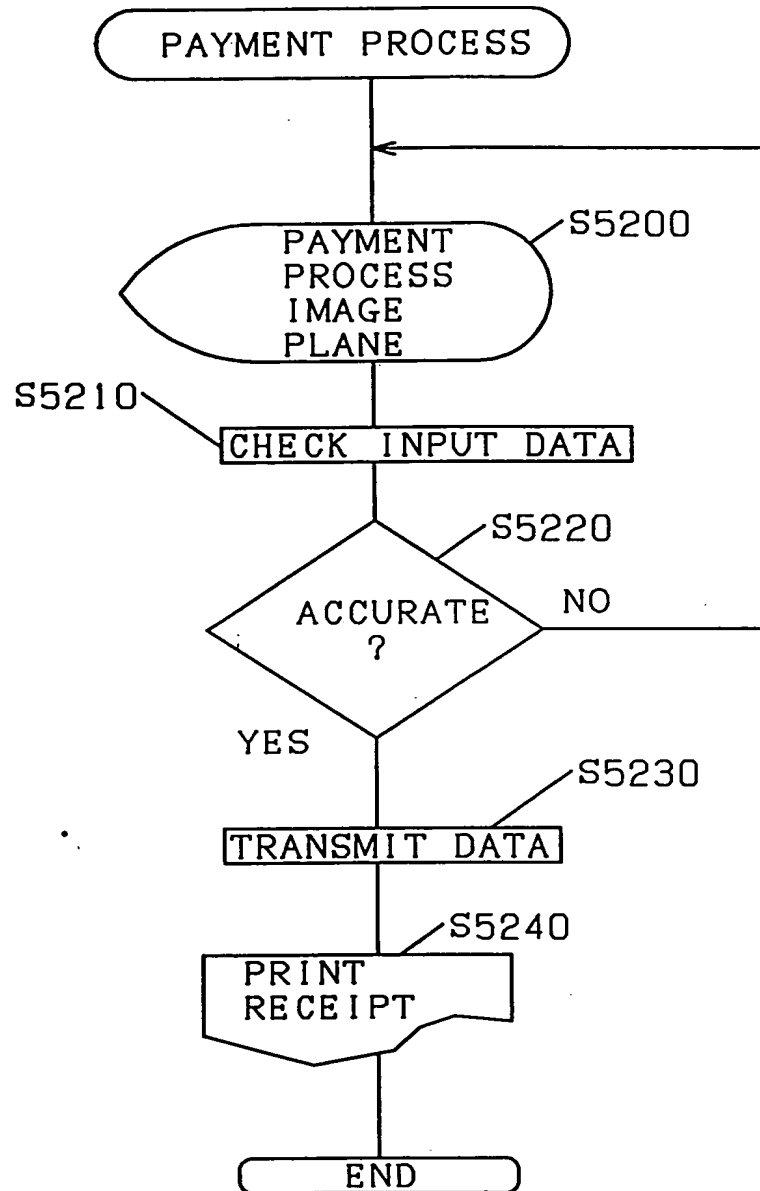 PAYMENT PROCESS
S5200
PAYMENT
PROCESS
IMAGE
PLANE
S5210
CHECK INPUT DATA
S5220
ACCURATE
?
NO
YES
S5230
TRANSMIT DATA
S5240
PRINT
RECEIPT
END